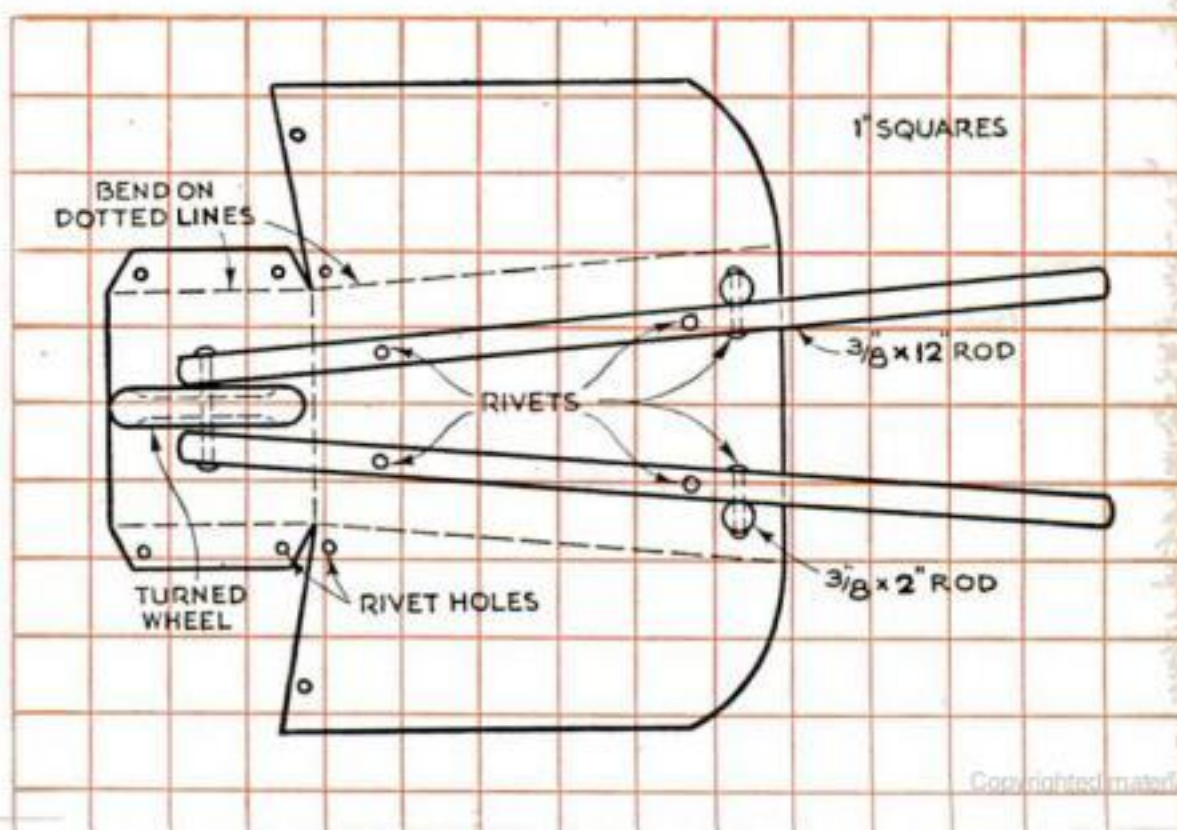 1" SQUARES
BEND ON
DOTTED LINES
3/8" x 12" ROD
RIVETS
3/8" x 2" ROD
TURNED
WHEEL
RIVET HOLES
Copyrighted materia